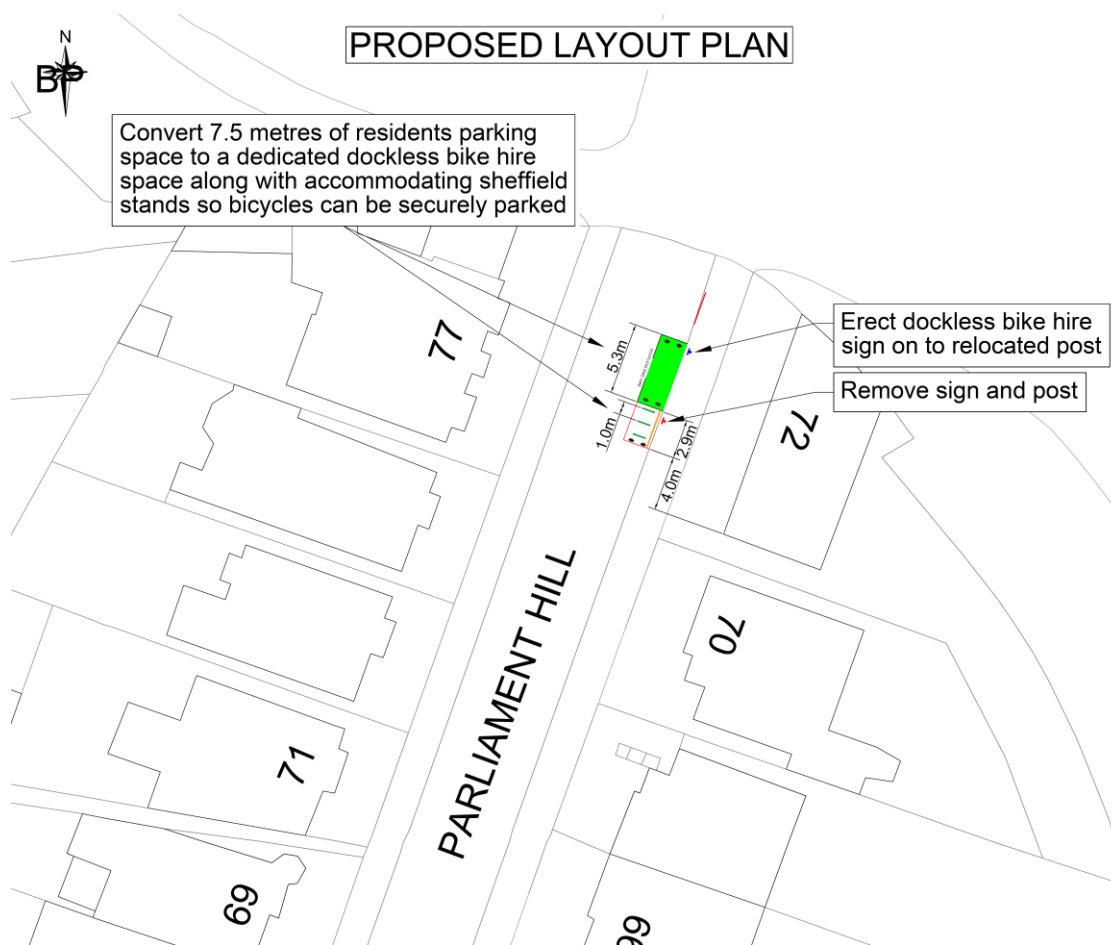 PROPOSED LAYOUT PLAN
N
BP
Convert 7.5 metres of residents parking
space to a dedicated dockless bike hire
space along with accommodating sheffield
stands so bicycles can be securely parked
Erect dockless bike hire
sign on to relocated post
Remove sign and post
77
5.3m
1.0m
2.9m
4.0m
72
PARLIAMENT HILL
70
71
69